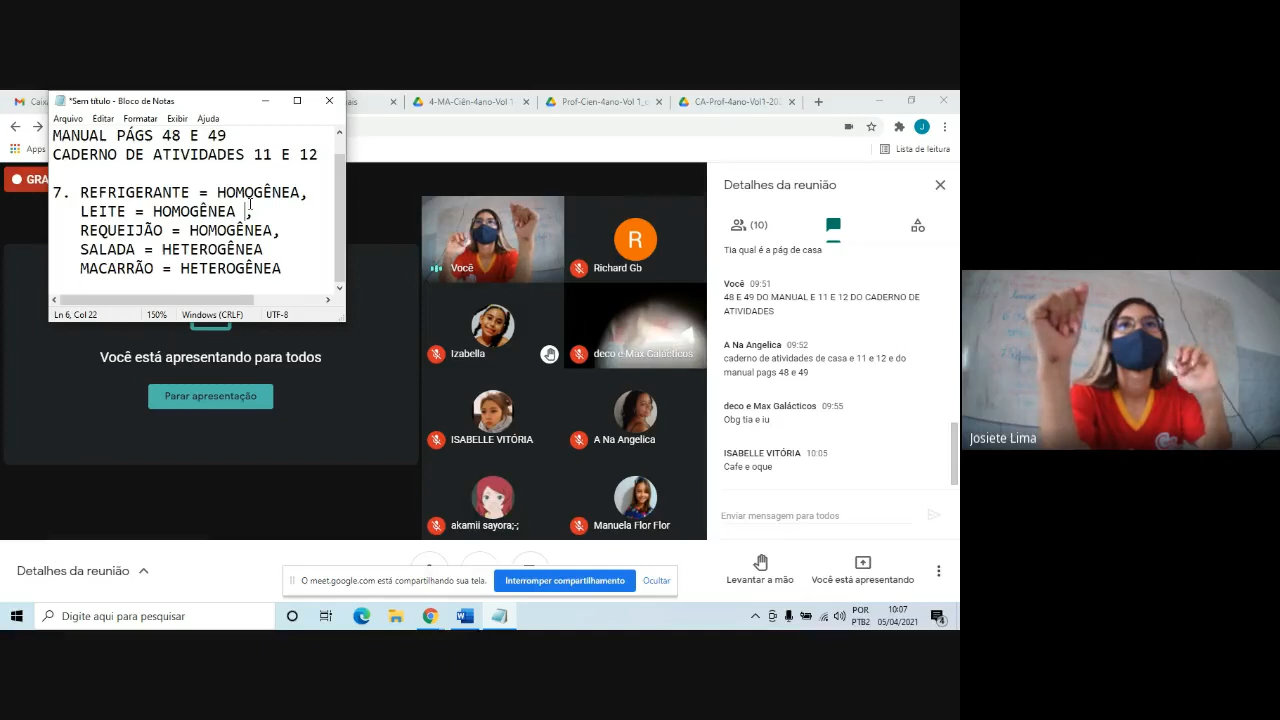 *Sem título - Bloco de Notas
Arquivo Editar Formatar Exibir Ajuda
MANUAL PÁGS 48 E 49
CADERNO DE ATIVIDADES 11 E 12
7. REFRIGERANTE = HOMOGÊNEA,
LEITE = HOMOGÊNEA ,
REQUEIJÃO = HOMOGÊNEA,
SALADA = HETEROGÊNEA
MACARRÃO = HETEROGÊNEA
Ln 6, Col 22 150% Windows (CRLF) UTF-8
4-MA-Ciên-4ano-Vol 1
Prof-Cien-4ano-Vol 1_
CA-Prof-4ano-Vol1-202
J
Apps
Lista de leitura
GRA
Você está apresentando para todos
Parar apresentação
Você
R
Richard Gb
Izabella
deco e Max Galácticos
ISABELLE VITÓRIA
A Na Angelica
akamii sayora;-;
Manuela Flor Flor
Detalhes da reunião
(10)
Tia qual é a pág de casa
Você 09:51
48 E 49 DO MANUAL E 11 E 12 DO CADERNO DE
ATIVIDADES
A Na Angelica 09:52
caderno de atividades de casa e 11 e 12 e do
manual pags 48 e 49
deco e Max Galácticos 09:55
Obg tia e iu
ISABELLE VITÓRIA 10:05
Cafe e oque
Enviar mensagem para todos
Detalhes da reunião
O meet.google.com está compartilhando sua tela.
Interromper compartilhamento
Ocultar
Levantar a mão
Você está apresentando
Digite aqui para pesquisar
POR
PTB2
10:07
05/04/2021
4
Josiete Lima